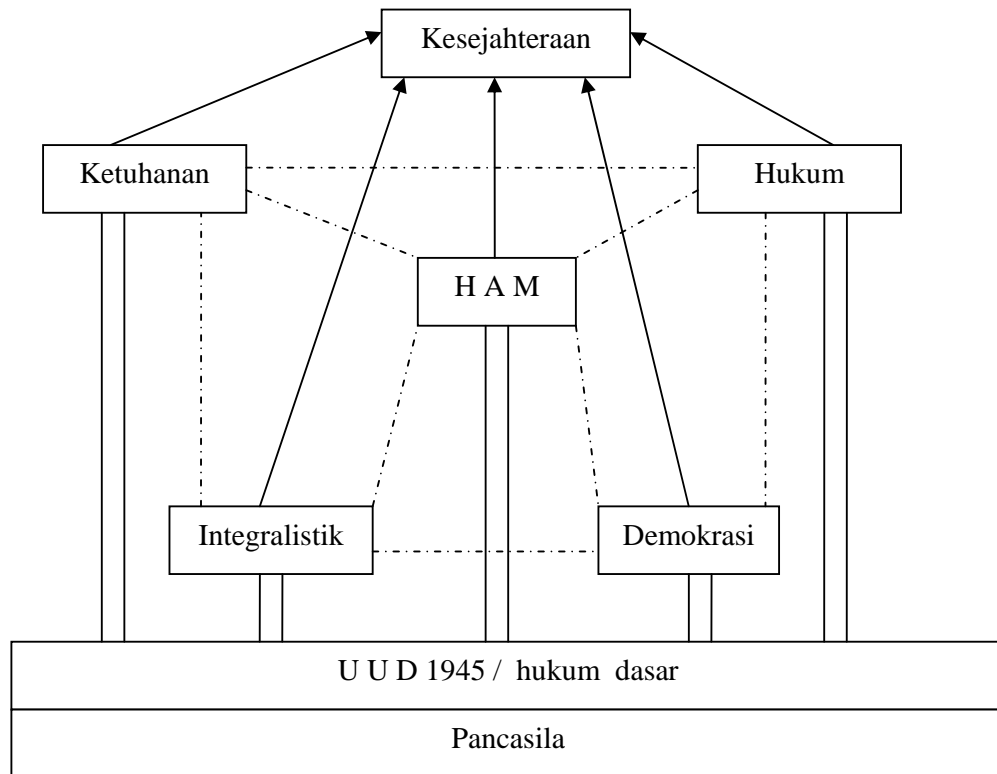 Kesejahteraan
Ketuhanan
Hukum
H A M
Integralistik
Demokrasi
U U D 1945 / hukum dasar
Pancasila